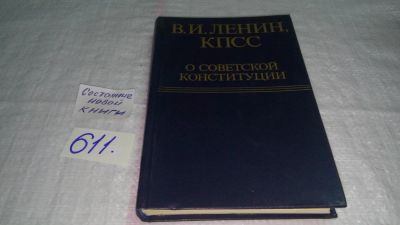 В.И.ЛЕНИН,
КПСС
О СОВЕТСКОЙ
КОНСТИТУЦИИ
Состояние
новой
книги
611.